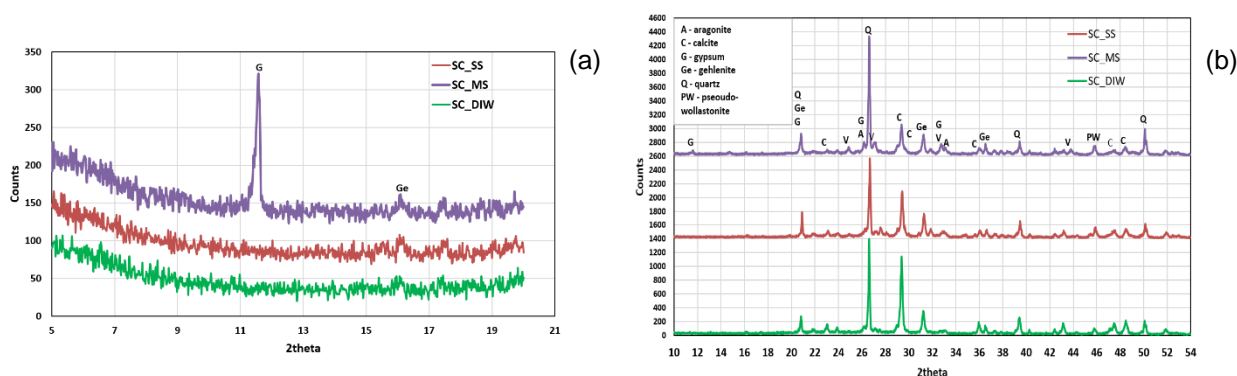 (a)
350
300
250
200
150
100
50
0
Counts
G
Ge
SC_SS
SC_MS
SC_DIW
5 7 9 11 13 15 17 19 21
2theta
(b)
4600
4400
4200
4000
3800
3600
3400
3200
3000
2800
2600
2400
2200
2000
1800
1600
1400
1200
1000
800
600
400
200
0
Counts
A - aragonite
C - calcite
G - gypsum
Ge - gehlenite
Q - quartz
PW - pseoudo-
wollastonite
SC_SS
SC_MS
SC_DIW
Q
Q
Ge
G
G
C
V
G
A
V
C
C
Ge
G
V
A
C
Ge
Q
V
PW
C
C
Q
10 12 14 16 18 20 22 24 26 28 30 32 34 36 38 40 42 44 46 48 50 52 54
2theta